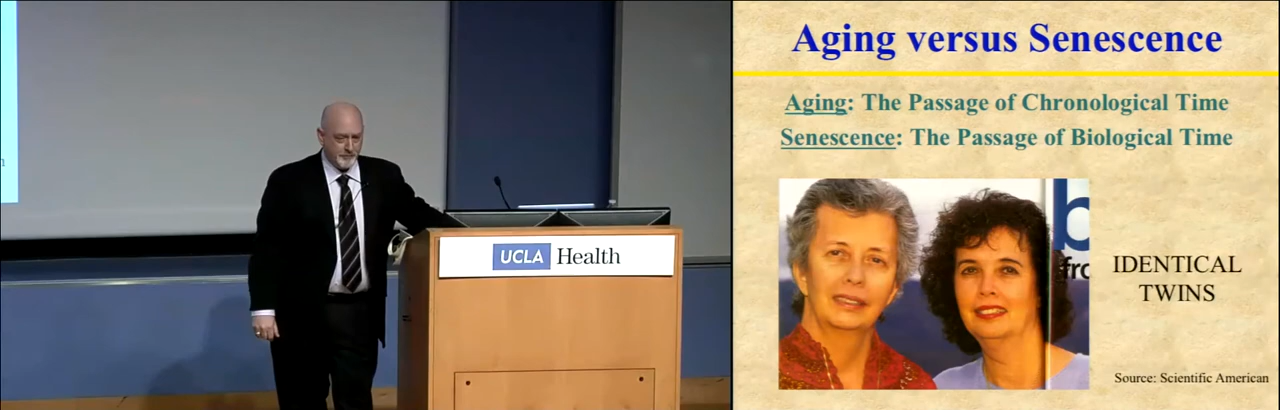 UCLA Health
Aging versus Senescence
Aging: The Passage of Chronological Time
Senescence: The Passage of Biological Time
IDENTICAL
TWINS
Source: Scientific American